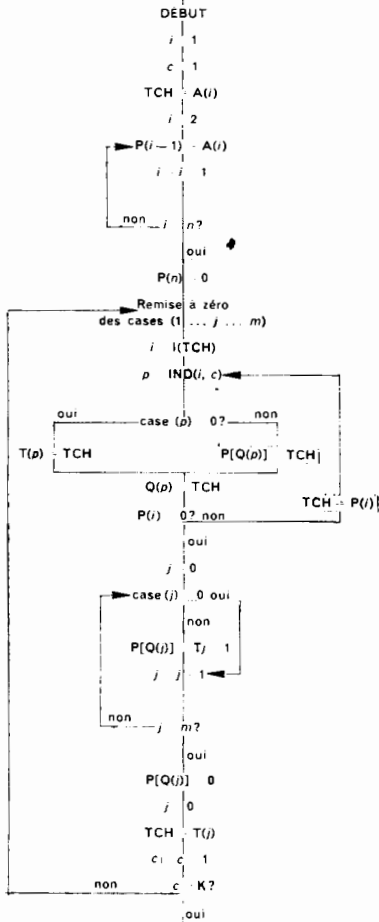 DÉBUT
i 1
c 1
TCH A(i)
i 2
P(i – 1) A(i)
i i 1
non i n?
oui
P(n) 0
Remise à zéro
des cases (1 ... j ... m)
i I(TCH)
p IND(i, c)
oui case (p) 0? non
T(p) TCH P[Q(p)] TCH
Q(p) TCH
TCH P(i)
P(i) 0? non
oui
j 0
case (j) 0 oui
non
P[Q(j)] Tj 1
j j 1
non j m?
oui
P[Q(j)] 0
j 0
TCH T(j)
c c 1
non c K?
oui